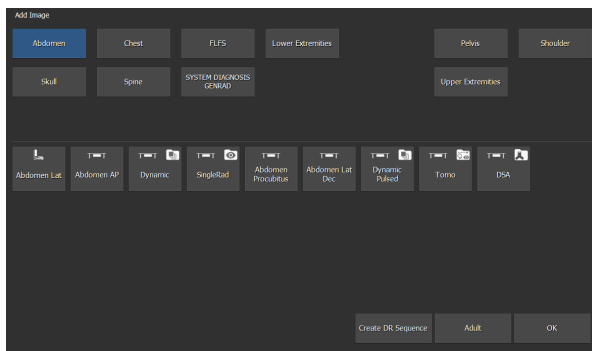 Add Image
Abdomen
Chest
FLFS
Lower Extremities
Pelvis
Shoulder
Skull
Spine
SYSTEM DIAGNOSIS
GENRAD
Upper Extremities
Abdomen Lat
Abdomen AP
Dynamic
SingleRad
Abdomen
Procubitus
Abdomen Lat
Dec
Dynamic
Pulsed
Tomo
DSA
Create DR Sequence
Adult
OK